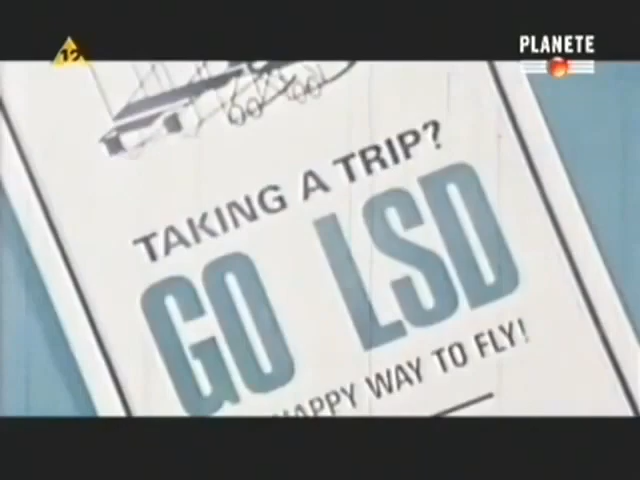 12
PLANETE
TAKING A TRIP?
GO LSD
HAPPY WAY TO FLY!